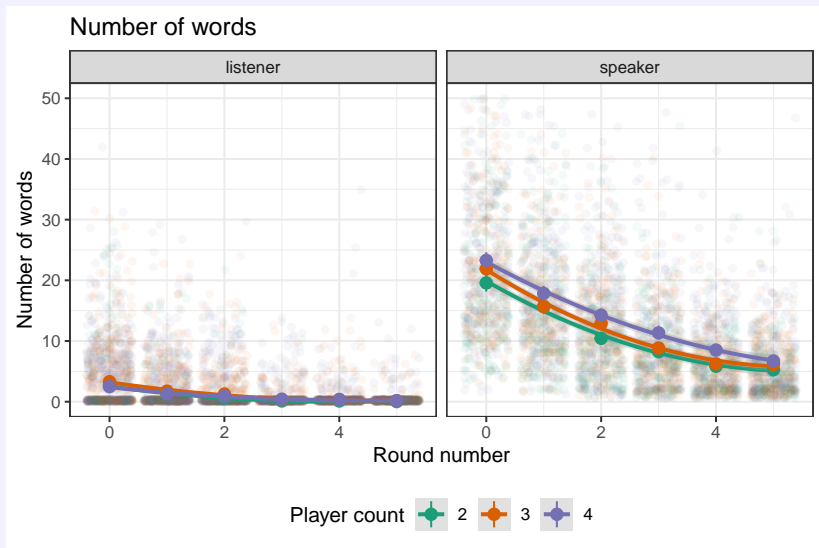 Number of words
listener speaker
50
40
30
20
10
0
Number of words
0 2 4 0 2 4
Round number
Player count 2 3 4